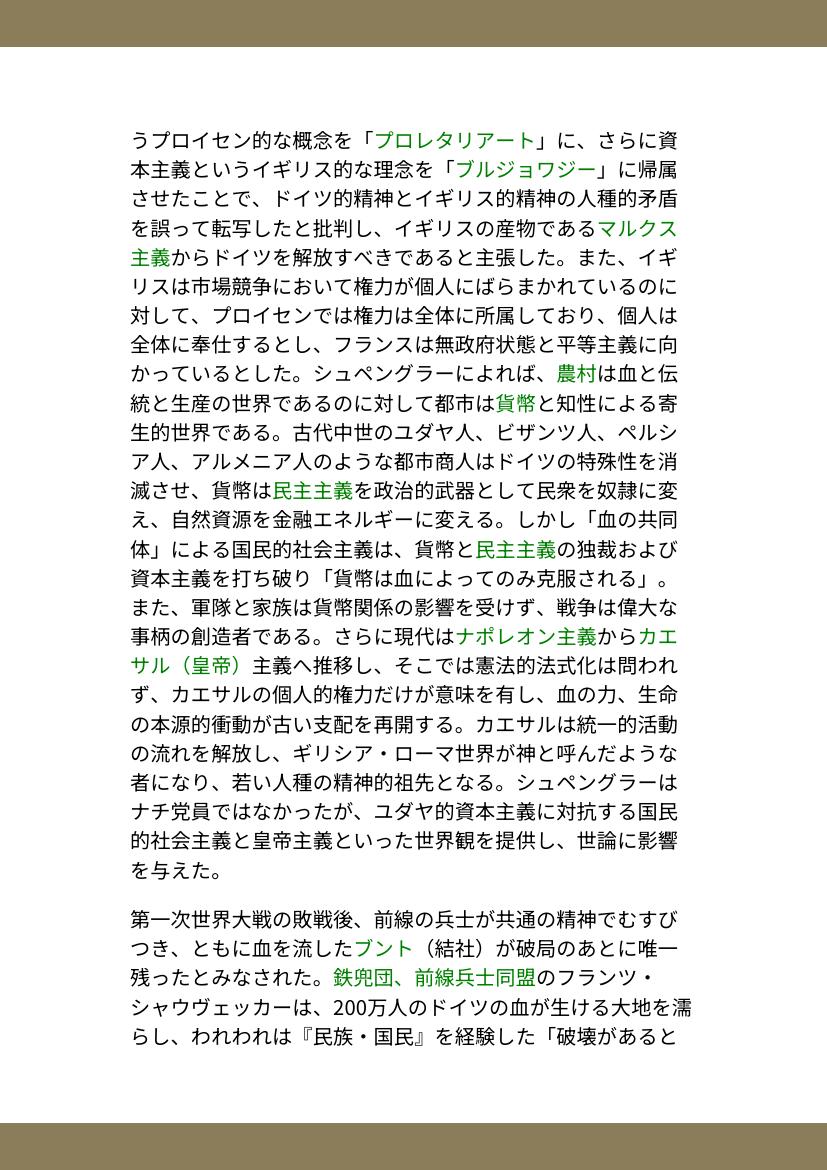 うプロイセン的な概念を「プロレタリアート」に、さらに資
本主義というイギリス的な理念を「ブルジョワジー」に帰属
させたことで、ドイツ的精神とイギリス的精神の人種的矛盾
を誤って転写したと批判し、イギリスの産物であるマルクス
主義からドイツを解放すべきであると主張した。また、イギ
リスは市場競争において権力が個人にばらまかれているのに
対して、プロイセンでは権力は全体に所属しており、個人は
全体に奉仕するとし、フランスは無政府状態と平等主義に向
かっているとした。シュペングラーによれば、農村は血と伝
統と生産の世界であるのに対して都市は貨幣と知性による寄
生的世界である。古代中世のユダヤ人、ビザンツ人、ペルシ
ア人、アルメニア人のような都市商人はドイツの特殊性を消
滅させ、貨幣は民主主義を政治的武器として民衆を奴隷に変
え、自然資源を金融エネルギーに変える。しかし「血の共同
体」による国民的社会主義は、貨幣と民主主義の独裁および
資本主義を打ち破り「貨幣は血によってのみ克服される」。
また、軍隊と家族は貨幣関係の影響を受けず、戦争は偉大な
事柄の創造者である。さらに現代はナポレオン主義からカエ
サル（皇帝）主義へ推移し、そこでは憲法的法式化は問われ
ず、カエサルの個人的権力だけが意味を有し、血の力、生命
の本源的衝動が古い支配を再開する。カエサルは統一的活動
の流れを解放し、ギリシア・ローマ世界が神と呼んだような
者になり、若い人種の精神的祖先となる。シュペングラーは
ナチ党員ではなかったが、ユダヤ的資本主義に対抗する国民
的社会主義と皇帝主義といった世界観を提供し、世論に影響
を与えた。
第一次世界大戦の敗戦後、前線の兵士が共通の精神でむすび
つき、ともに血を流したブント（結社）が破局のあとに唯一
残ったとみなされた。鉄兜団、前線兵士同盟のフランツ・
シャウヴェッカーは、200万人のドイツの血が生ける大地を濡
らし、われわれは『民族・国民』を経験した「破壊があると